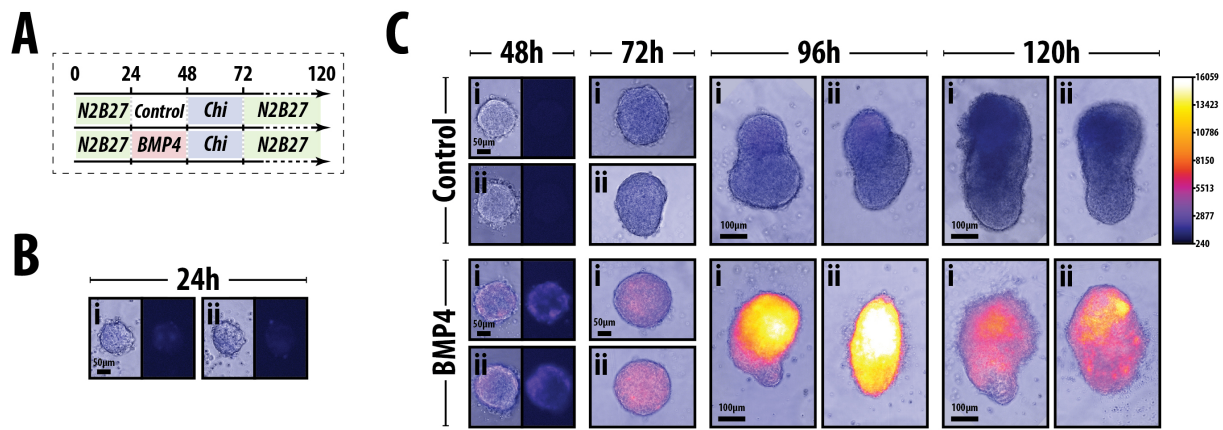 A
0 24 48 72 120
N2B27 Control Chi N2B27
N2B27 BMP4 Chi N2B27
B
24h
i ii
50µm
C
48h 72h 96h 120h
Control
i i i ii i ii
50µm
ii ii
100µm 100µm
16059
13423
10786
8150
5513
2877
240
BMP4
i i i ii i ii
50µm 50µm
ii ii
100µm 100µm